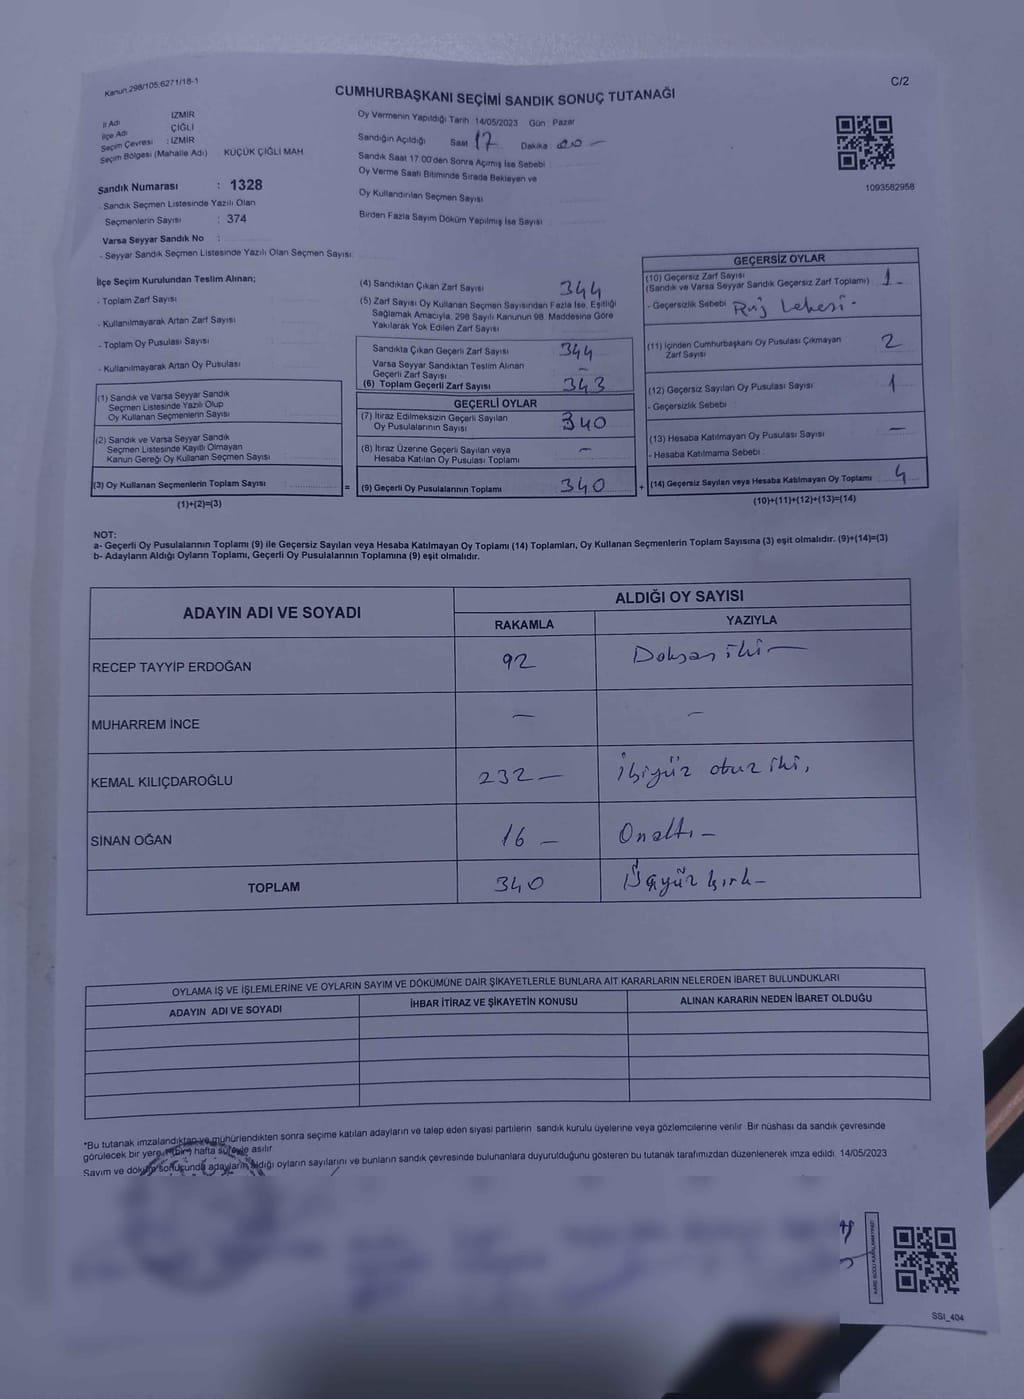 Kanun,298/105,6271/18-1
C/2
CUMHURBAŞKANI SEÇİMİ SANDIK SONUÇ TUTANAĞI
İl Adı İZMİR
İlçe Adı ÇİĞLİ
Seçim Çevresi : İZMİR
Seçim Bölgesi (Mahalle Adı) KÜÇÜK ÇİĞLİ MAH.
Sandık Numarası : 1328
- Sandık Seçmen Listesinde Yazılı Olan
Seçmenlerin Sayısı : 374
Varsa Seyyar Sandık No :
- Seyyar Sandık Seçmen Listesinde Yazılı Olan Seçmen Sayısı:
Oy Vermenin Yapıldığı Tarih 14/05/2023 Gün Pazar
Sandığın Açıldığı Saat 17 Dakika 00 —
Sandık Saat 17.00'den Sonra Açımış İse Sebebi
Oy Verme Saati Bitiminde Sırada Bekleyen ve
Oy Kullandırılan Seçmen Sayısı
Birden Fazla Sayım Döküm Yapılmış İse Sayısı
1093582958
İlçe Seçim Kurulundan Teslim Alınan;
- Toplam Zarf Sayısı
- Kullanılmayarak Artan Zarf Sayısı
- Toplam Oy Pusulası Sayısı
- Kullanılmayarak Artan Oy Pusulası
(1) Sandık ve Varsa Seyyar Sandık
Seçmen Listesinde Yazılı Olup
Oy Kullanan Seçmenlerin Sayısı
(2) Sandık ve Varsa Seyyar Sandık
Seçmen Listesinde Kayıtlı Olmayan
Kanun Gereği Oy Kullanan Seçmen Sayısı
(3) Oy Kullanan Seçmenlerin Toplam Sayısı =
(1)+(2)=(3)
(4) Sandıktan Çıkan Zarf Sayısı 344
(5) Zarf Sayısı Oy Kullanan Seçmen Sayısından Fazla İse, Eşitliği
Sağlamak Amacıyla, 298 Sayılı Kanunun 98. Maddesine Göre
Yakılarak Yok Edilen Zarf Sayısı
Sandıkta Çıkan Geçerli Zarf Sayısı 344
Varsa Seyyar Sandıktan Teslim Alınan
Geçerli Zarf Sayısı —
(6) Toplam Geçerli Zarf Sayısı 343
GEÇERLİ OYLAR
(7) İtiraz Edilmeksizin Geçerli Sayılan
Oy Pusulalarının Sayısı 340
(8) İtiraz Üzerine Geçerli Sayılan veya
Hesaba Katılan Oy Pusulası Toplamı —
(9) Geçerli Oy Pusulalarının Toplamı 340 +
GEÇERSİZ OYLAR
(10) Geçersiz Zarf Sayısı
(Sandık ve Varsa Seyyar Sandık Geçersiz Zarf Toplamı) 1-
- Geçersizlik Sebebi Ruj Lekesi-
(11) İçinden Cumhurbaşkanı Oy Pusulası Çıkmayan
Zarf Sayısı 2
(12) Geçersiz Sayılan Oy Pusulası Sayısı 1
- Geçersizlik Sebebi
(13) Hesaba Katılmayan Oy Pusulası Sayısı —
- Hesaba Katılmama Sebebi :
(14) Geçersiz Sayılan veya Hesaba Katılmayan Oy Toplamı 4
(10)+(11)+(12)+(13)=(14)
NOT:
a- Geçerli Oy Pusulalarının Toplamı (9) ile Geçersiz Sayılan veya Hesaba Katılmayan Oy Toplamı (14) Toplamları, Oy Kullanan Seçmenlerin Toplam Sayısına (3) eşit olmalıdır. (9)+(14)=(3)
b- Adayların Aldığı Oyların Toplamı, Geçerli Oy Pusulalarının Toplamına (9) eşit olmalıdır.
ADAYIN ADI VE SOYADI ALDIĞI OY SAYISI
RAKAMLA YAZIYLA
RECEP TAYYİP ERDOĞAN 92 Doksan iki —
MUHARREM İNCE — —
KEMAL KILIÇDAROĞLU 232 — İkiyüz otuz iki,
SİNAN OĞAN 16 — Onaltı —
TOPLAM 340 Üçyüz kırk —
OYLAMA İŞ VE İŞLEMLERİNE VE OYLARIN SAYIM VE DÖKÜMÜNE DAİR ŞİKAYETLERLE BUNLARA AİT KARARLARIN NELERDEN İBARET BULUNDUKLARI
ADAYIN ADI VE SOYADI İHBAR İTİRAZ VE ŞİKAYETİN KONUSU ALINAN KARARIN NEDEN İBARET OLDUĞU
*Bu tutanak imzalandıktan ve mühürlendikten sonra seçime katılan adayların ve talep eden siyasi partilerin sandık kurulu üyelerine veya gözlemcilerine verilir. Bir nüshası da sandık çevresinde
görülecek bir yere (Bir) hafta süreyle asılır
Sayım ve döküm sonucunda adayların aldığı oyların sayılarını ve bunların sandık çevresinde bulunanlara duyurulduğunu gösteren bu tutanak tarafımızdan düzenlenerek imza edildi. 14/05/2023
SSI_404